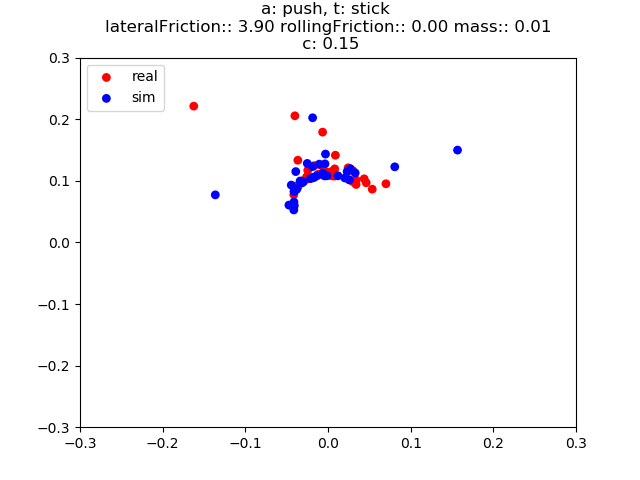 a: push, t: stick
lateralFriction:: 3.90 rollingFriction:: 0.00 mass:: 0.01
c: 0.15
real
sim
0.3
0.2
0.1
0.0
−0.1
−0.2
−0.3
−0.3
−0.2
−0.1
0.0
0.1
0.2
0.3